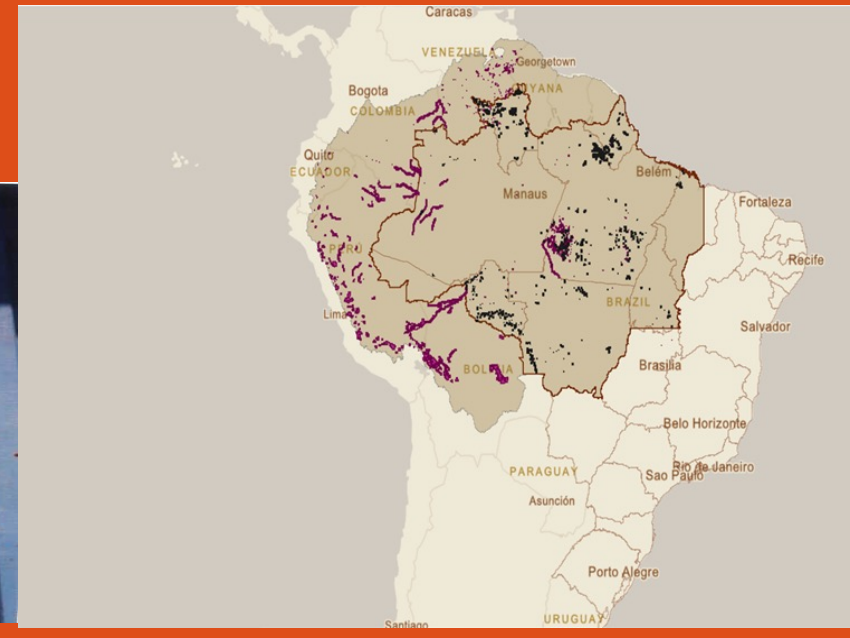 Caracas
VENEZUELA
Georgetown
GUYANA
Bogota
COLOMBIA
Quito
ECUADOR
Belém
Manaus
Fortaleza
PERÚ
Recife
BRAZIL
Lima
Salvador
Brasilia
BOLIVIA
Belo Horizonte
Rio de Janeiro
Sao Paulo
PARAGUAY
Asunción
Porto Alegre
URUGUAY
Santiago